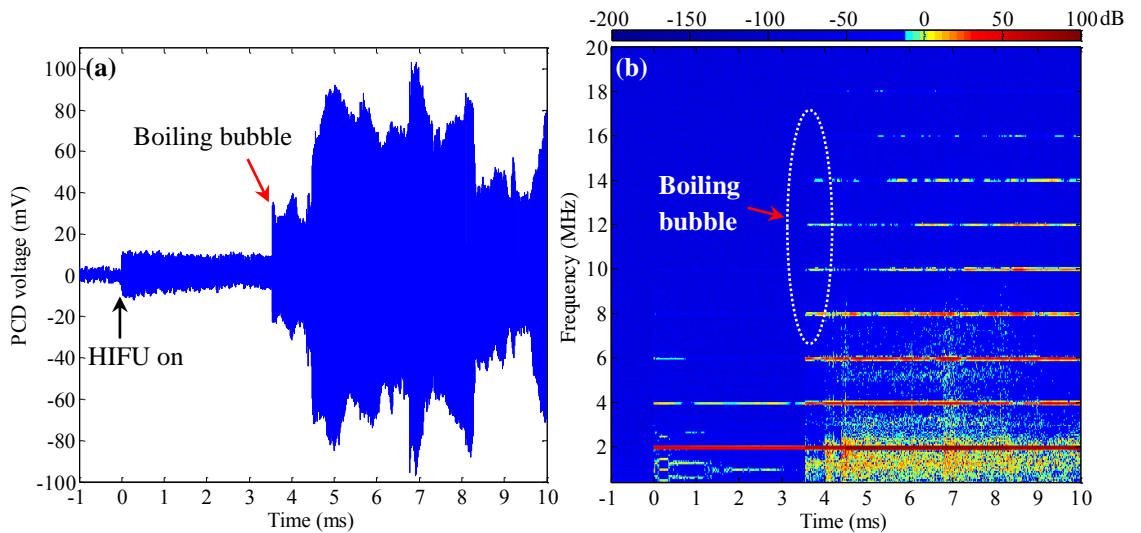 (a)
100
80
60
40
20
0
-20
-40
-60
-80
-100
PCD voltage (mV)
Boiling bubble
HIFU on
-1 0 1 2 3 4 5 6 7 8 9 10
Time (ms)
-200 -150 -100 -50 0 50 100 dB
(b)
20
18
16
14
12
10
8
6
4
2
Frequency (MHz)
Boiling
bubble
-1 0 1 2 3 4 5 6 7 8 9 10
Time (ms)